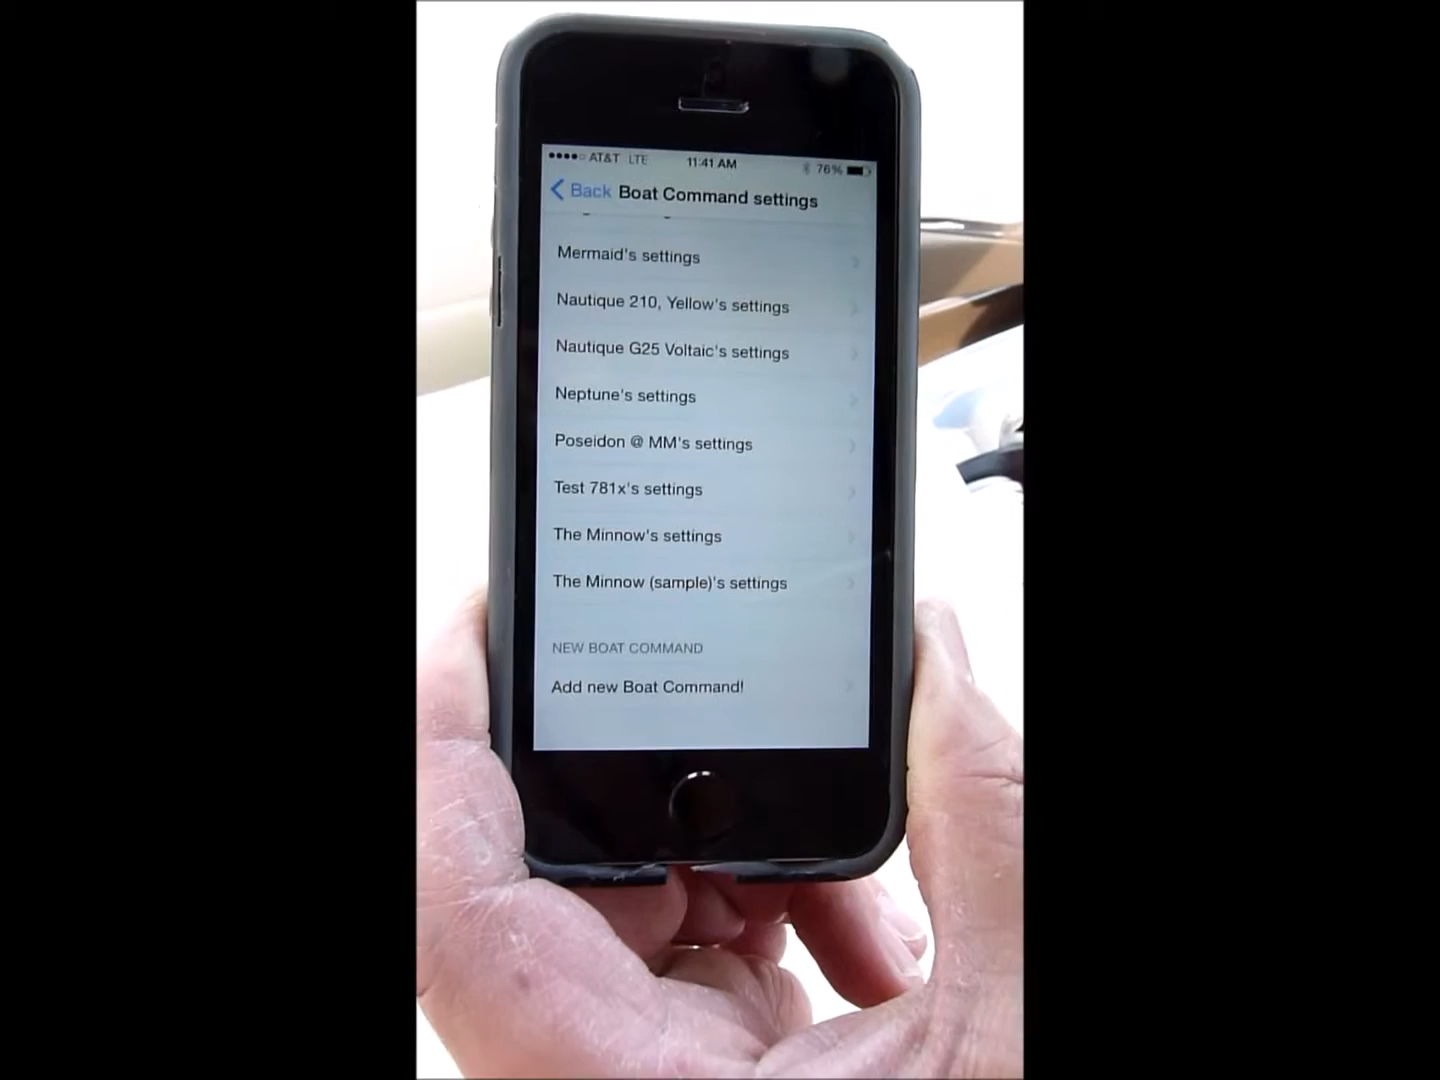 AT&T LTE 11:41 AM 76%
Back Boat Command settings
Mermaid's settings
Nautique 210, Yellow's settings
Nautique G25 Voltaic's settings
Neptune's settings
Poseidon @ MM's settings
Test 781x's settings
The Minnow's settings
The Minnow (sample)'s settings
NEW BOAT COMMAND
Add new Boat Command!